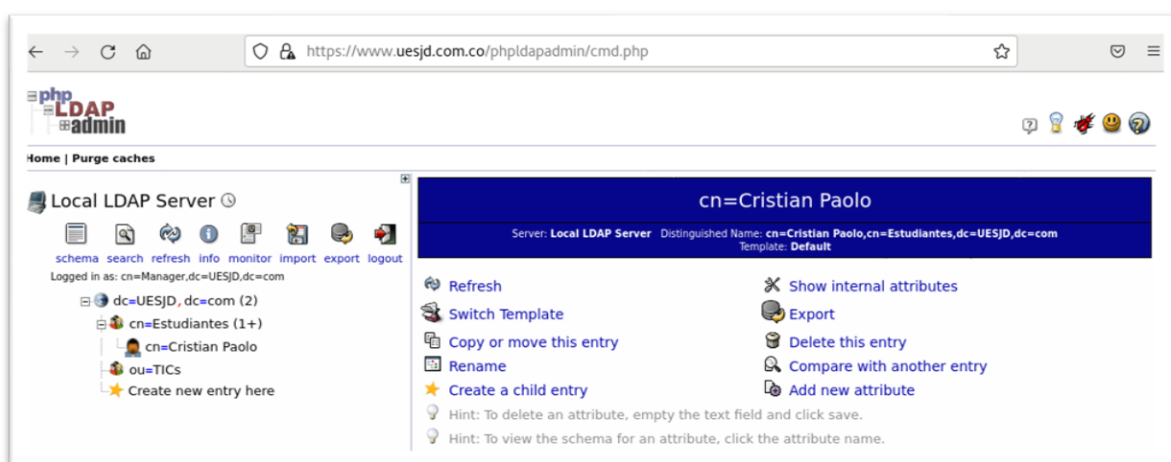 https://www.uesjd.com.co/phpldapadmin/cmd.php
php
LDAP
admin
Home | Purge caches
Local LDAP Server
schema search refresh info monitor import export logout
Logged in as: cn=Manager,dc=UESJD,dc=com
dc=UESJD, dc=com (2)
cn=Estudiantes (1+)
cn=Cristian Paolo
ou=TICs
Create new entry here
cn=Cristian Paolo
Server: Local LDAP Server Distinguished Name: cn=Cristian Paolo,cn=Estudiantes,dc=UESJD,dc=com
Template: Default
Refresh
Switch Template
Copy or move this entry
Rename
Create a child entry
Show internal attributes
Export
Delete this entry
Compare with another entry
Add new attribute
Hint: To delete an attribute, empty the text field and click save.
Hint: To view the schema for an attribute, click the attribute name.